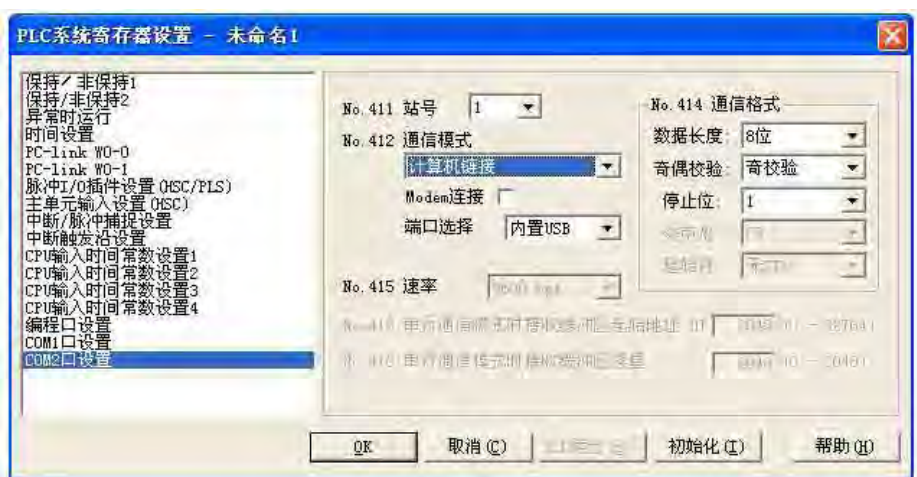 PLC系统寄存器设置 - 未命名1
保持/ 非保持1
保持/非保持2
异常时运行
时间设置
PC-link W0-0
PC-link W0-1
脉冲I/O插件设置(HSC/PLS)
主单元输入设置(HSC)
中断/脉冲捕捉设置
中断触发沿设置
CPU输入时间常数设置1
CPU输入时间常数设置2
CPU输入时间常数设置3
CPU输入时间常数设置4
编程口设置
COM1口设置
COM2口设置
No.411 站号 1
No.412 通信模式
计算机链接
Modem连接
端口选择 内置USB
No.415 速率
No.414 通信格式
数据长度: 8位
奇偶校验: 奇校验
停止位: 1
OK
取消(C)
初始化(I)
帮助(H)